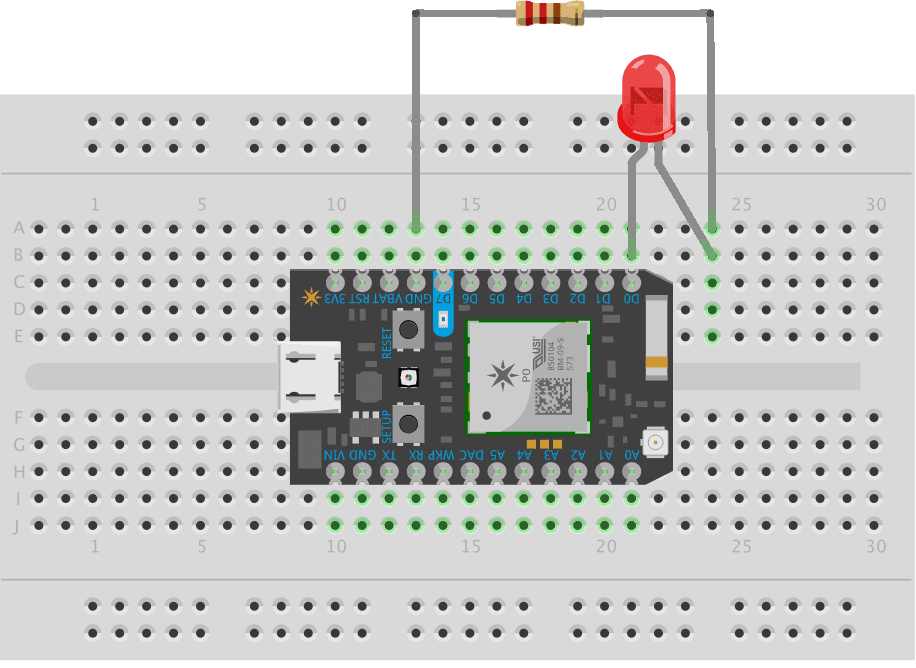 1 5 10 15 20 25 30
A
B
C
3V3 RST VBAT GND D7 D6 D5 D4 D3 D2 D1 D0
D
E
RESET
P0
USI
850104
BM-09-S
573
F
SETUP
G
VIN GND TX RX WKP DAC A5 A4 A3 A2 A1 A0
H
I
J
1 5 10 15 20 25 30